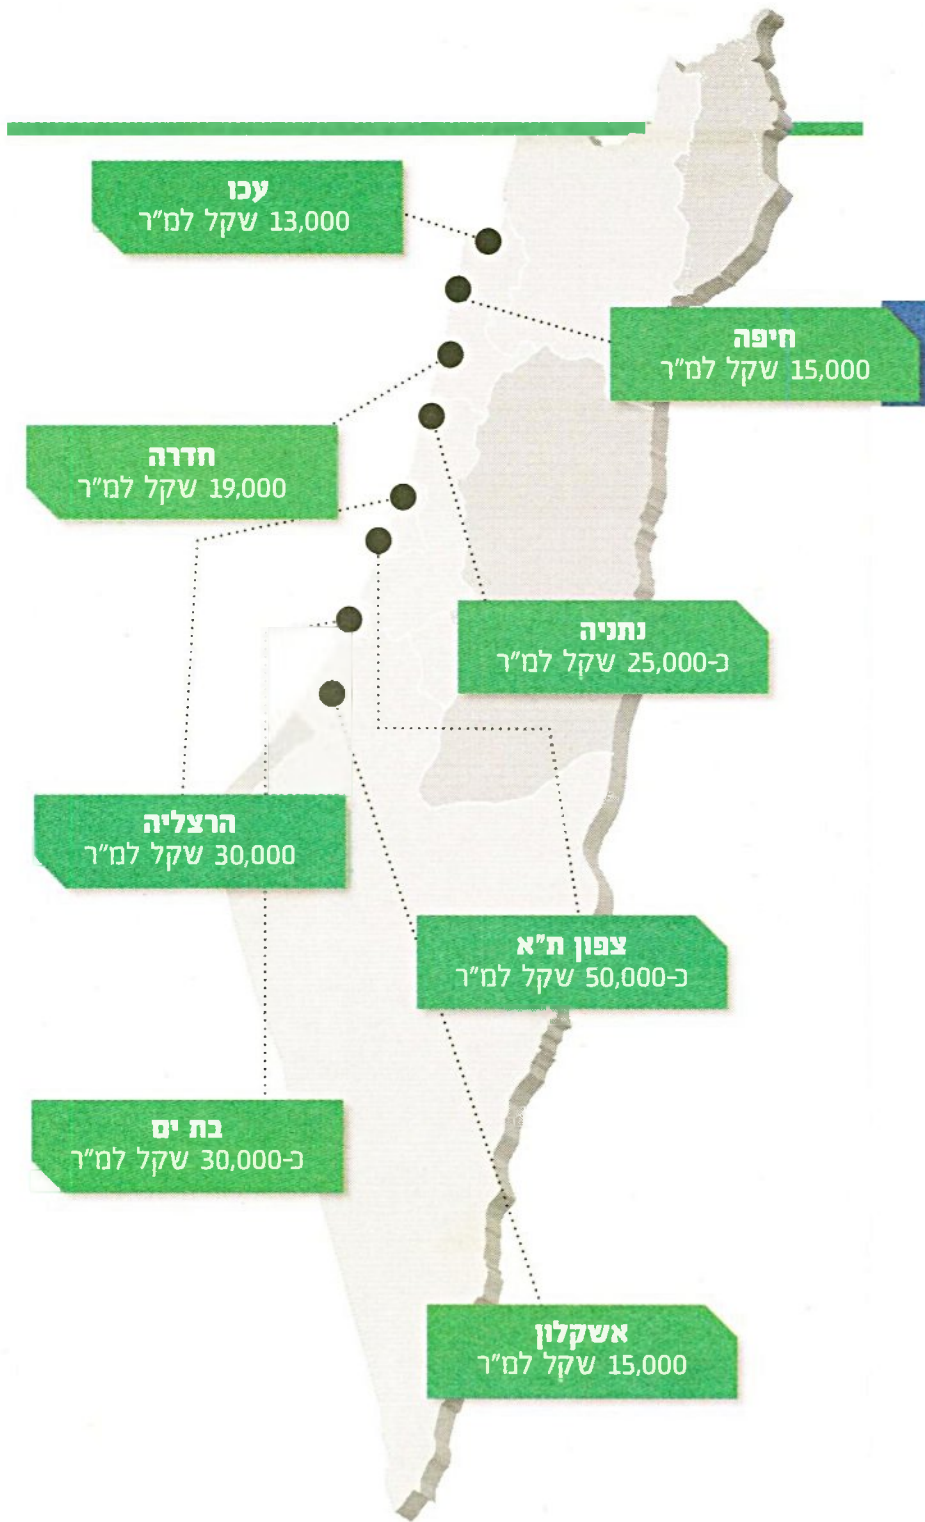 עכו
13,000 שקל למ"ר
חיפה
15,000 שקל למ"ר
חדרה
19,000 שקל למ"ר
נתניה
כ-25,000 שקל למ"ר
הרצליה
30,000 שקל למ"ר
צפון ת"א
כ-50,000 שקל למ"ר
בת ים
כ-30,000 שקל למ"ר
אשקלון
15,000 שקל למ"ר